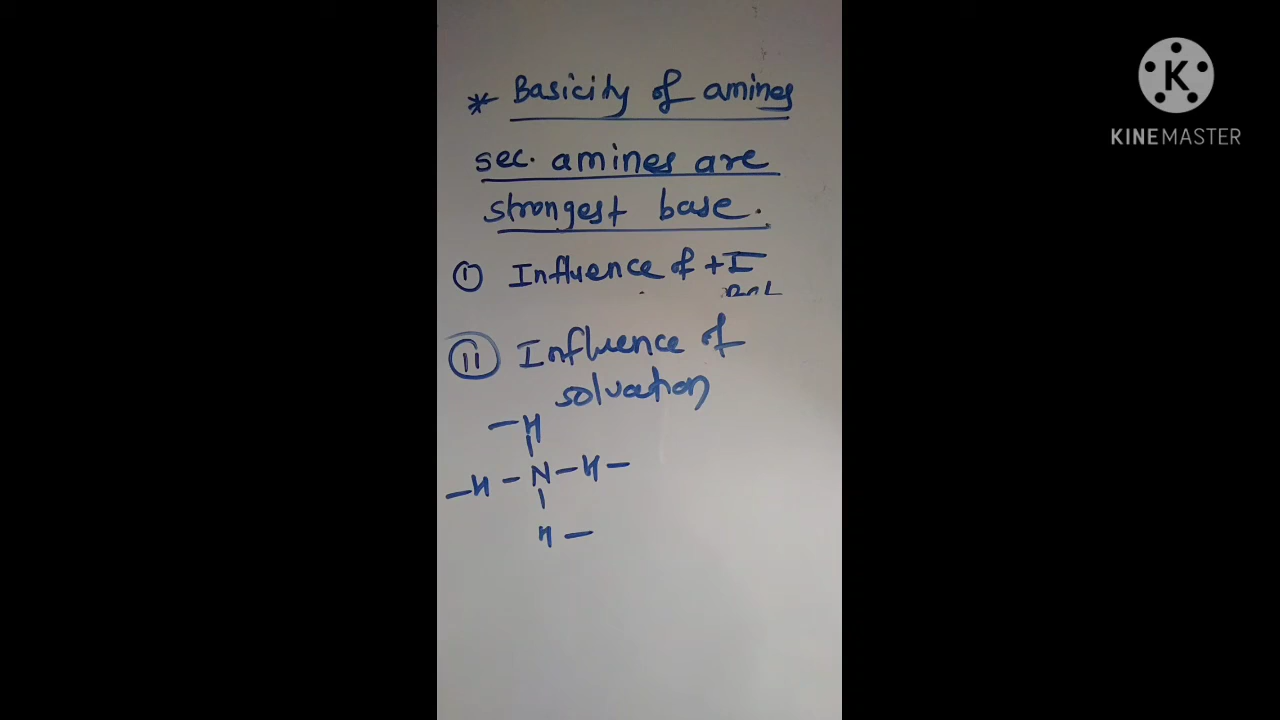 * Basicity of amines
sec. amines are
strongest base.
(i) Influence of +I
(ii) Influence of
solvation
-H
-H - N - H -
H -
K
KINEMASTER